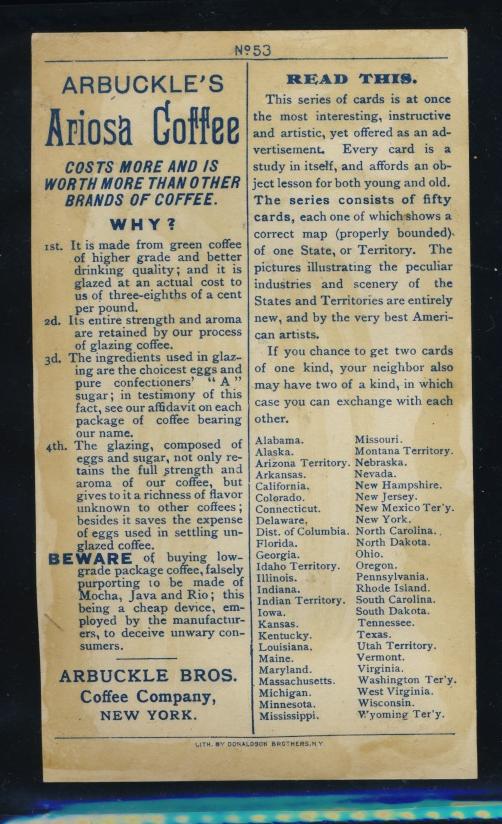 No 53
ARBUCKLE'S
Ariosa Coffee
COSTS MORE AND IS
WORTH MORE THAN OTHER
BRANDS OF COFFEE.
WHY?
1st. It is made from green coffee
of higher grade and better
drinking quality; and it is
glazed at an actual cost to
us of three-eighths of a cent
per pound.
2d. Its entire strength and aroma
are retained by our process
of glazing coffee.
3d. The ingredients used in glaz-
ing are the choicest eggs and
pure confectioners' "A"
sugar; in testimony of this
fact, see our affidavit on each
package of coffee bearing
our name.
4th. The glazing, composed of
eggs and sugar, not only re-
tains the full strength and
aroma of our coffee, but
gives to it a richness of flavor
unknown to other coffees;
besides it saves the expense
of eggs used in settling un-
glazed coffee.
BEWARE of buying low-
grade package coffee, falsely
purporting to be made of
Mocha, Java and Rio; this
being a cheap device, em-
ployed by the manufactur-
ers, to deceive unwary con-
sumers.
ARBUCKLE BROS.
Coffee Company,
NEW YORK.
READ THIS.
This series of cards is at once
the most interesting, instructive
and artistic, yet offered as an ad-
vertisement. Every card is a
study in itself, and affords an ob-
ject lesson for both young and old.
The series consists of fifty
cards, each one of which shows a
correct map (properly bounded)
of one State, or Territory. The
pictures illustrating the peculiar
industries and scenery of the
States and Territories are entirely
new, and by the very best Ameri-
can artists.
If you chance to get two cards
of one kind, your neighbor also
may have two of a kind, in which
case you can exchange with each
other.
Alabama.
Alaska.
Arizona Territory.
Arkansas.
California.
Colorado.
Connecticut.
Delaware.
Dist. of Columbia.
Florida.
Georgia.
Idaho Territory.
Illinois.
Indiana.
Indian Territory.
Iowa.
Kansas.
Kentucky.
Louisiana.
Maine.
Maryland.
Massachusetts.
Michigan.
Minnesota.
Mississippi.
Missouri.
Montana Territory.
Nebraska.
Nevada.
New Hampshire.
New Jersey.
New Mexico Ter'y.
New York.
North Carolina.
North Dakota.
Ohio.
Oregon.
Pennsylvania.
Rhode Island.
South Carolina.
South Dakota.
Tennessee.
Texas.
Utah Territory.
Vermont.
Virginia.
Washington Ter'y.
West Virginia.
Wisconsin.
Wyoming Ter'y.
LITH. BY DONALDSON BROTHERS, N.Y.